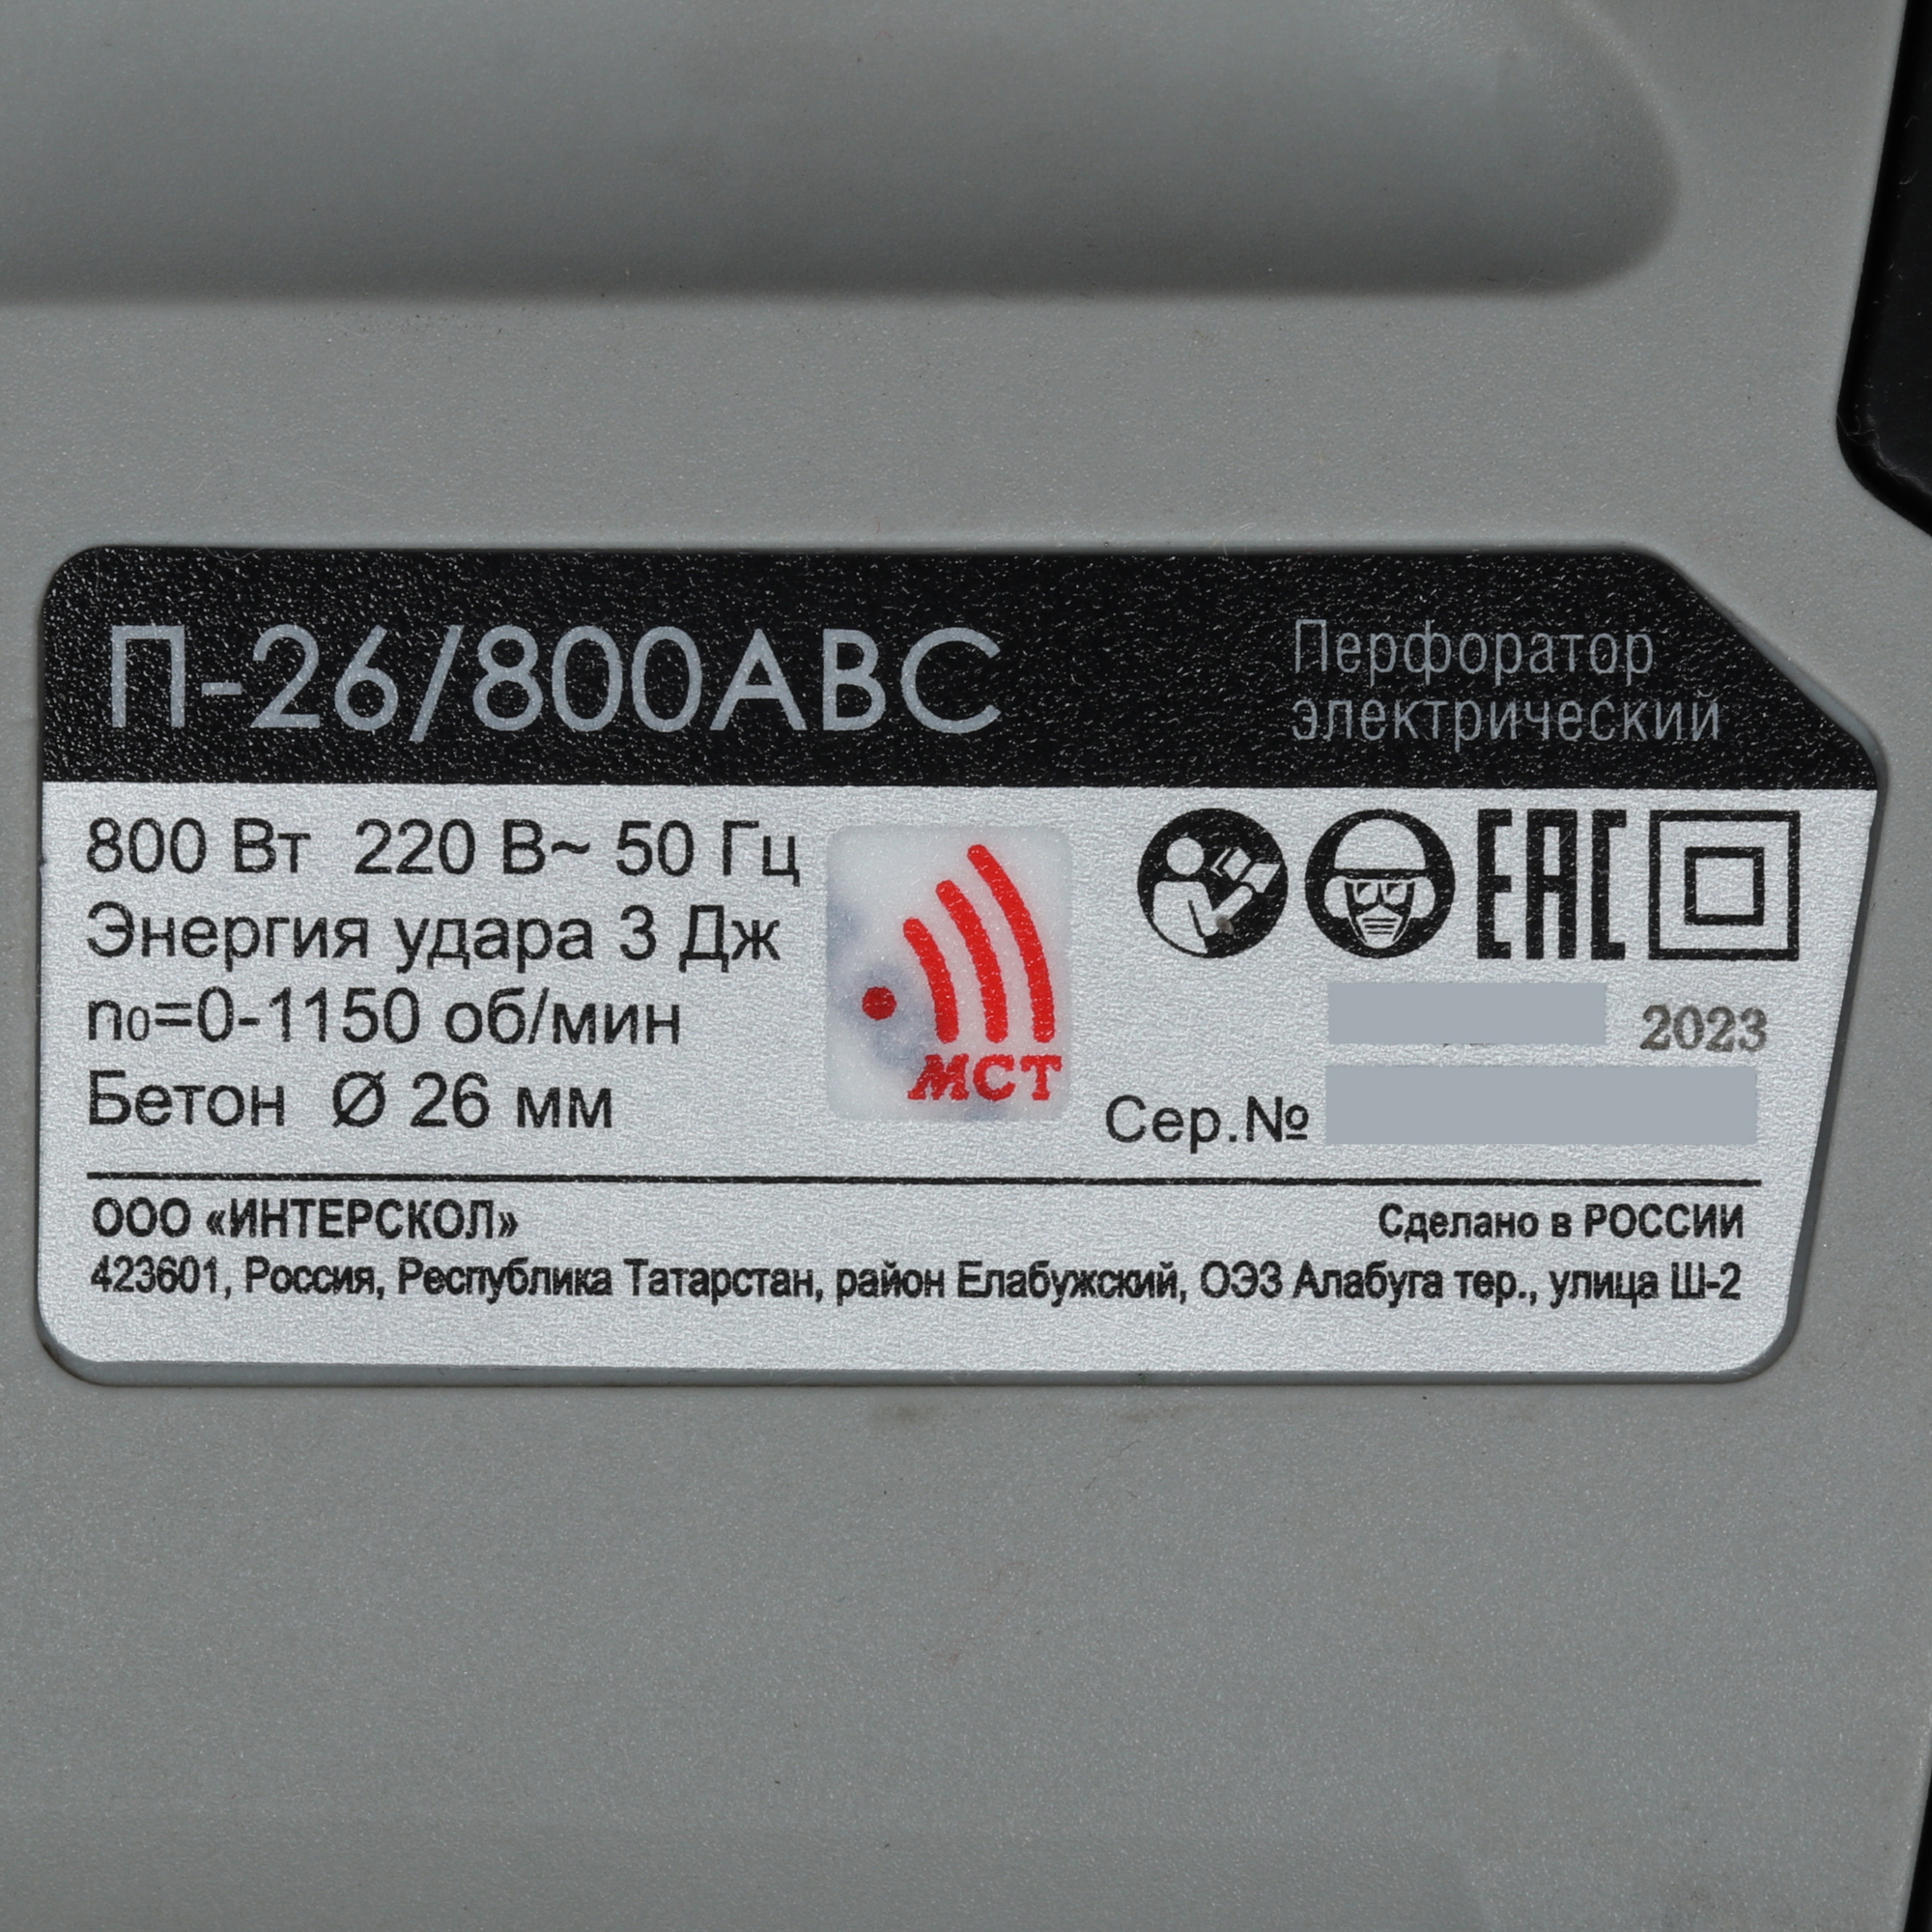 П-26/800АВС
Перфоратор
электрический
800 Вт 220 В~ 50 Гц
Энергия удара 3 Дж
n₀=0-1150 об/мин
Бетон Ø 26 мм
МСТ
EAC
2023
Сер.№
ООО «ИНТЕРСКОЛ»
Сделано в РОССИИ
423601, Россия, Республика Татарстан, район Елабужский, ОЭЗ Алабуга тер., улица Ш-2